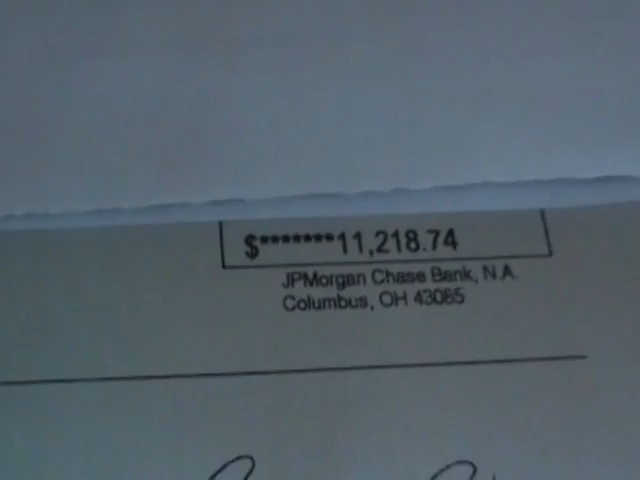 $*******11,218.74
JPMorgan Chase Bank, N.A.
Columbus, OH 43085